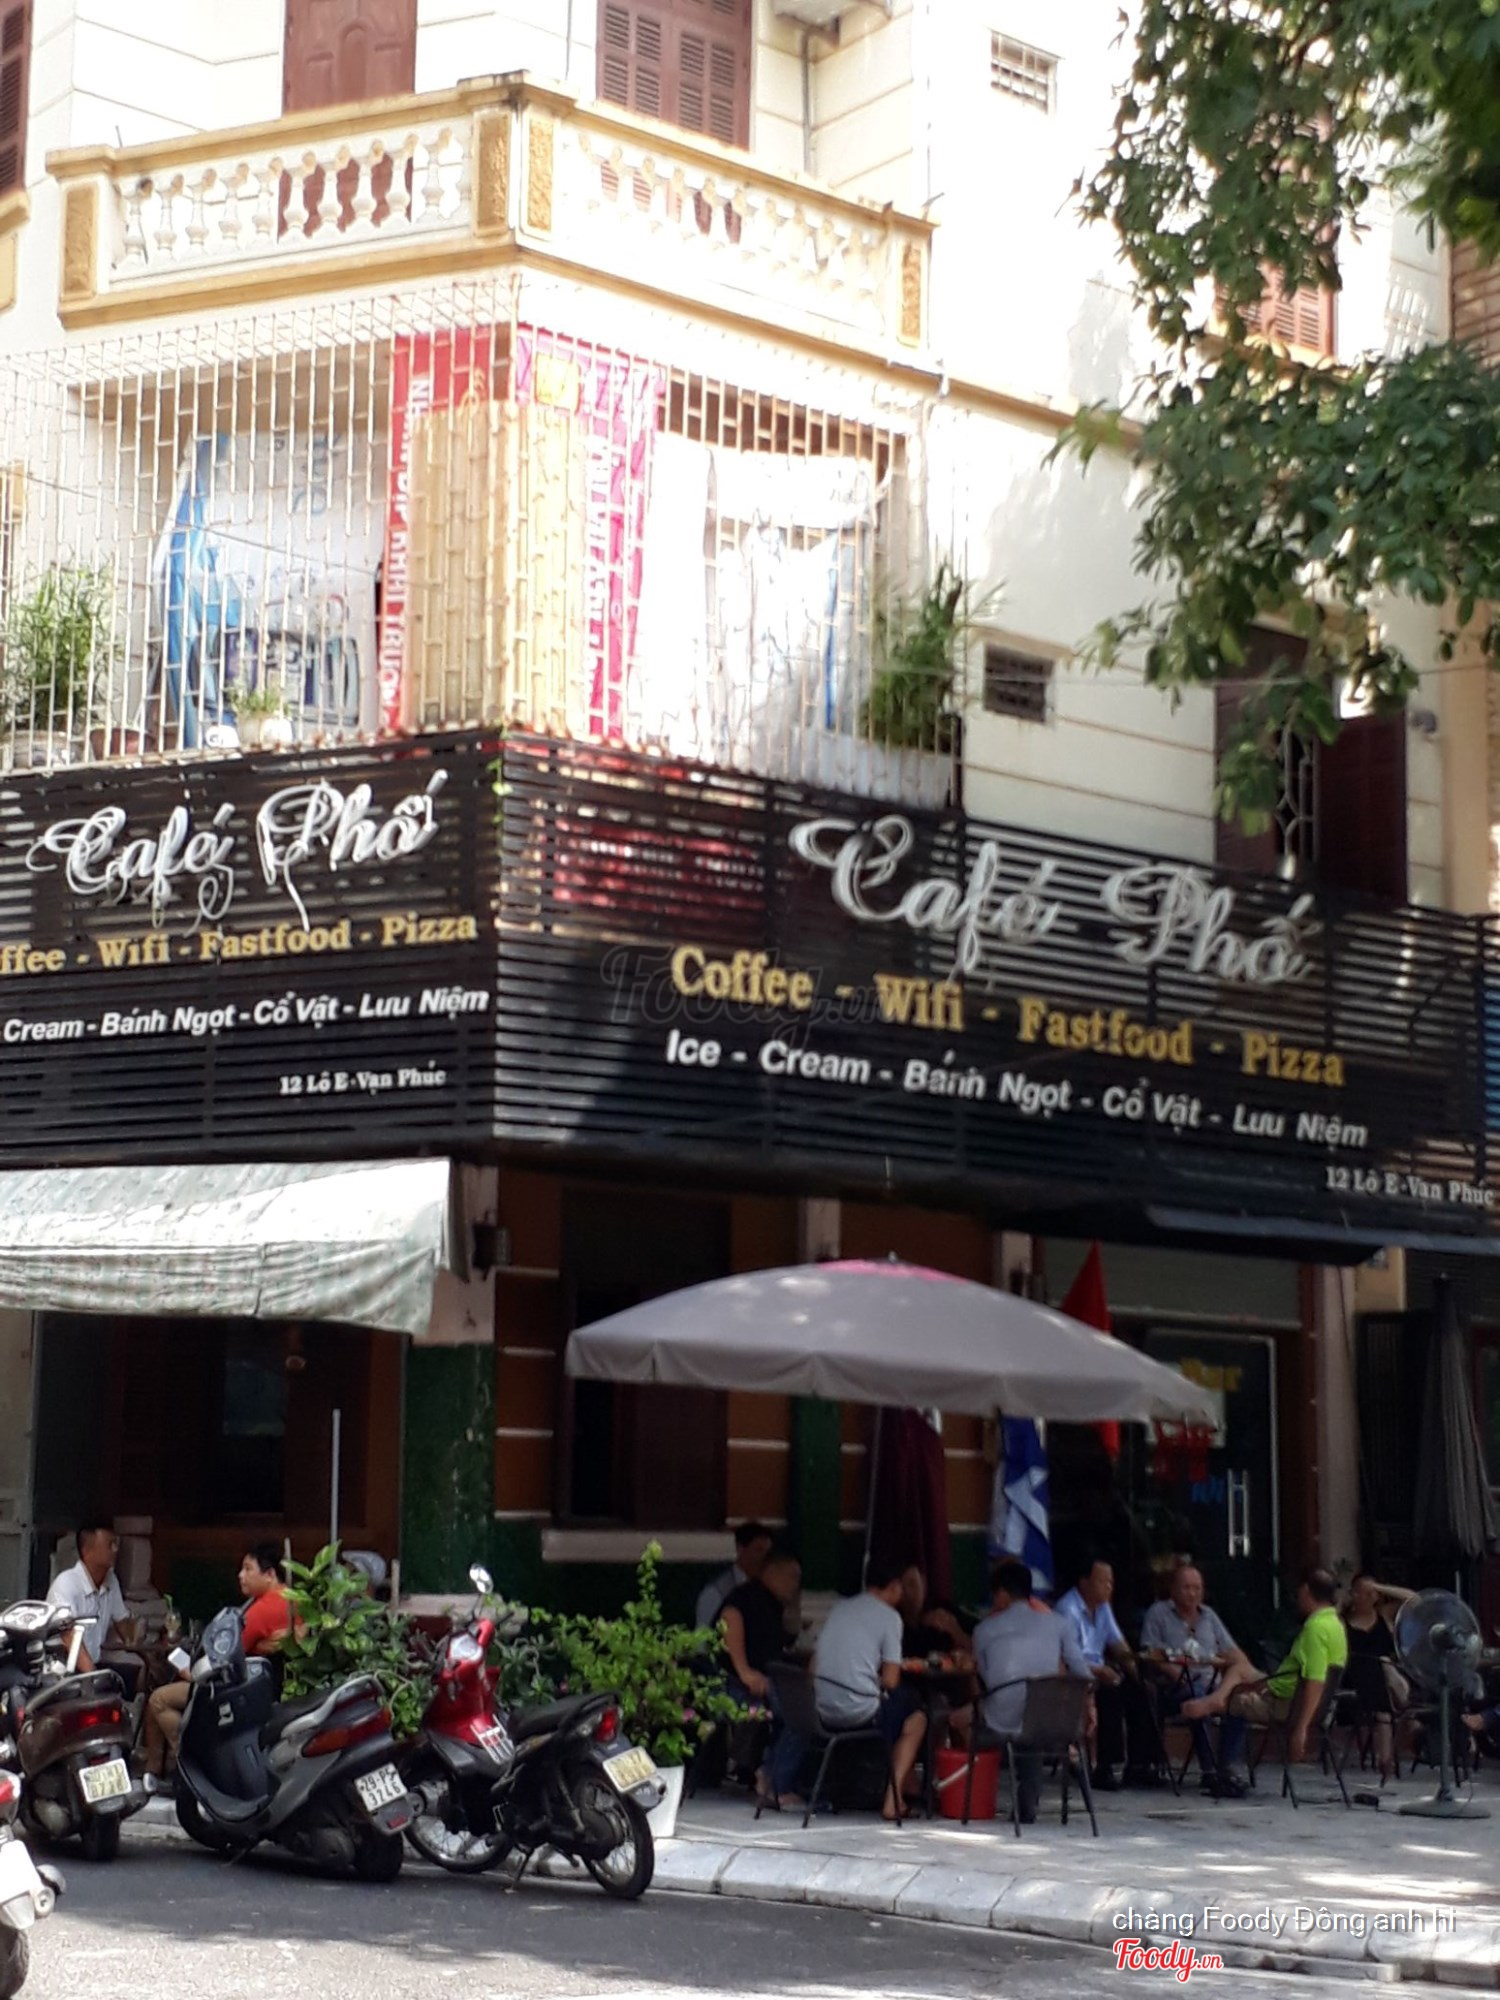 Café Phố
ffee - Wifi - Fastfood - Pizza
Cream - Bánh Ngọt - Cổ Vật - Lưu Niệm
12 Lô E - Vạn Phúc
Café Phố
Coffee - Wifi - Fastfood - Pizza
Ice - Cream - Bánh Ngọt - Cổ Vật - Lưu Niệm
12 Lô E - Vạn Phúc
Foody.vn
chàng Foody Đông anh hi
Foody.vn